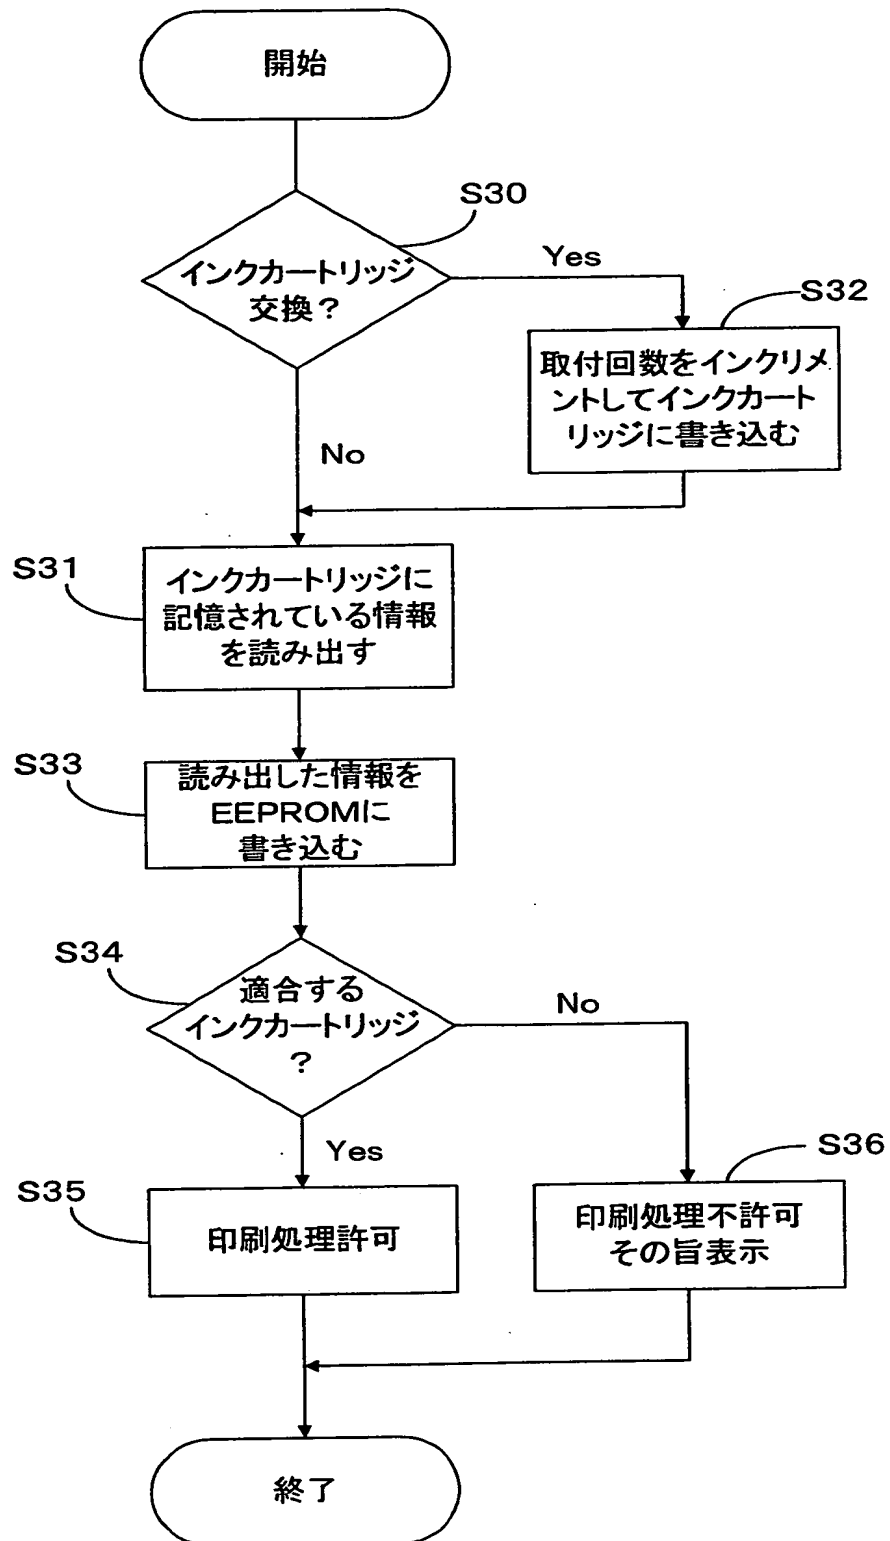 開始
S30
インクカートリッジ
交換？
Yes
S32
取付回数をインクリメ
ントしてインクカート
リッジに書き込む
No
S31
インクカートリッジに
記憶されている情報
を読み出す
S33
読み出した情報を
EEPROMに
書き込む
S34
適合する
インクカートリッジ
？
No
Yes
S36
S35
印刷処理許可
印刷処理不許可
その旨表示
終了